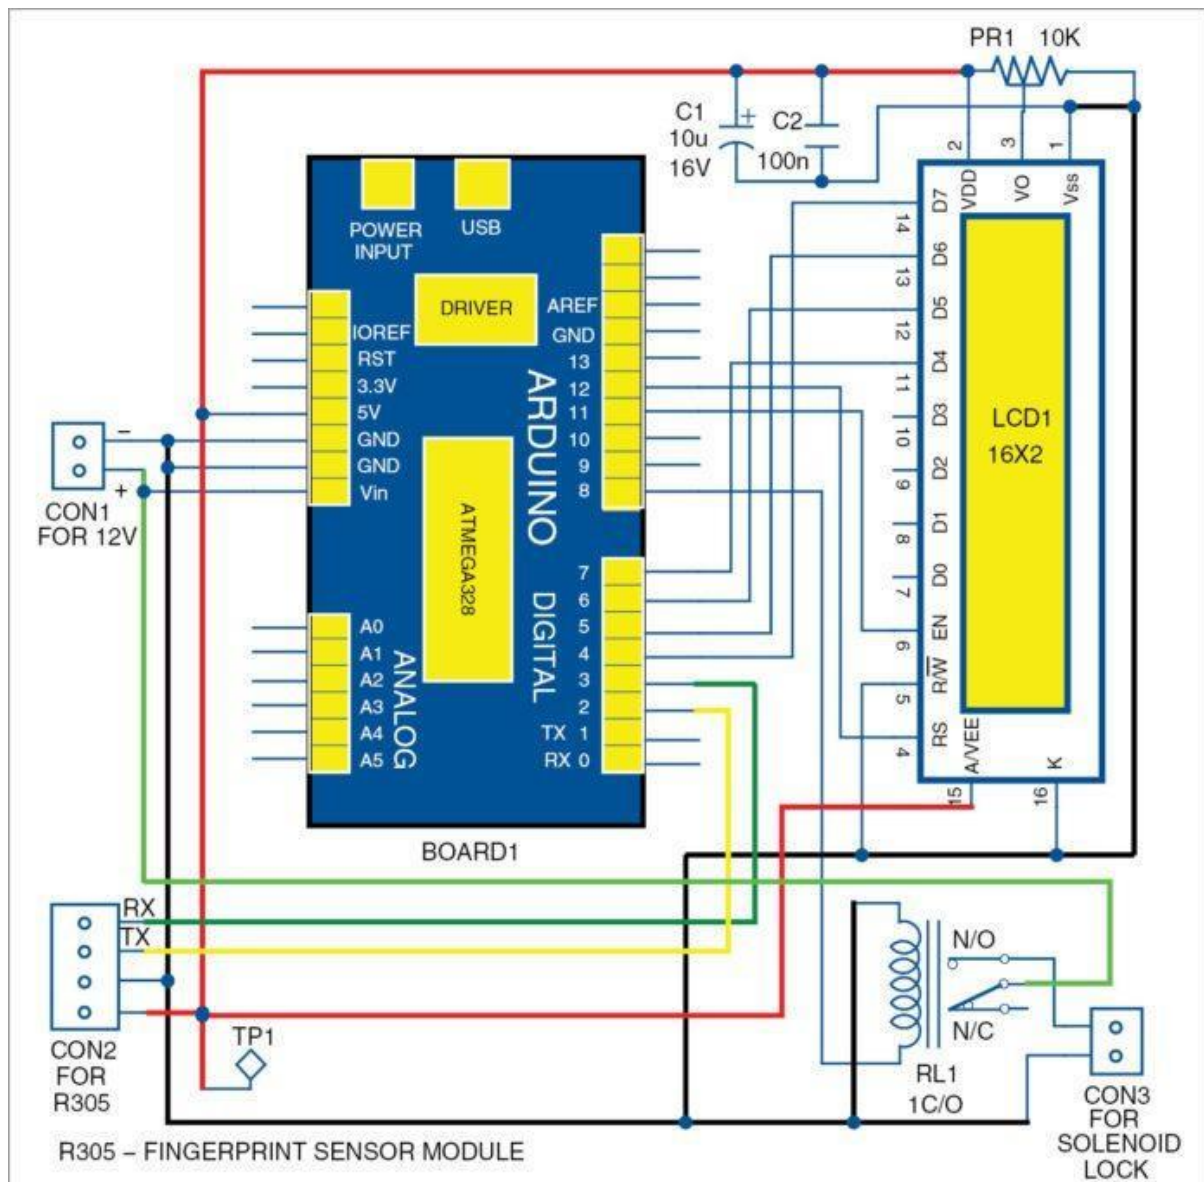 PR1 10K
C1
10u
16V
+
C2
100n
2
3
1
VDD
VO
Vss
POWER
INPUT
USB
DRIVER
IOREF
RST
3.3V
5V
GND
GND
Vin
AREF
GND
13
12
11
10
9
8
ARDUINO
ATMEGA328
DIGITAL
7
6
5
4
3
2
TX 1
RX 0
ANALOG
A0
A1
A2
A3
A4
A5
BOARD1
D7
14
D6
13
D5
12
D4
11
D3
10
D2
9
D1
8
D0
7
EN
6
R/W
5
RS
4
LCD1
16X2
A/VEE
K
15
16
–
+
CON1
FOR 12V
RX
TX
CON2
FOR
R305
TP1
N/O
N/C
RL1
1C/O
CON3
FOR
SOLENOID
LOCK
R305 – FINGERPRINT SENSOR MODULE